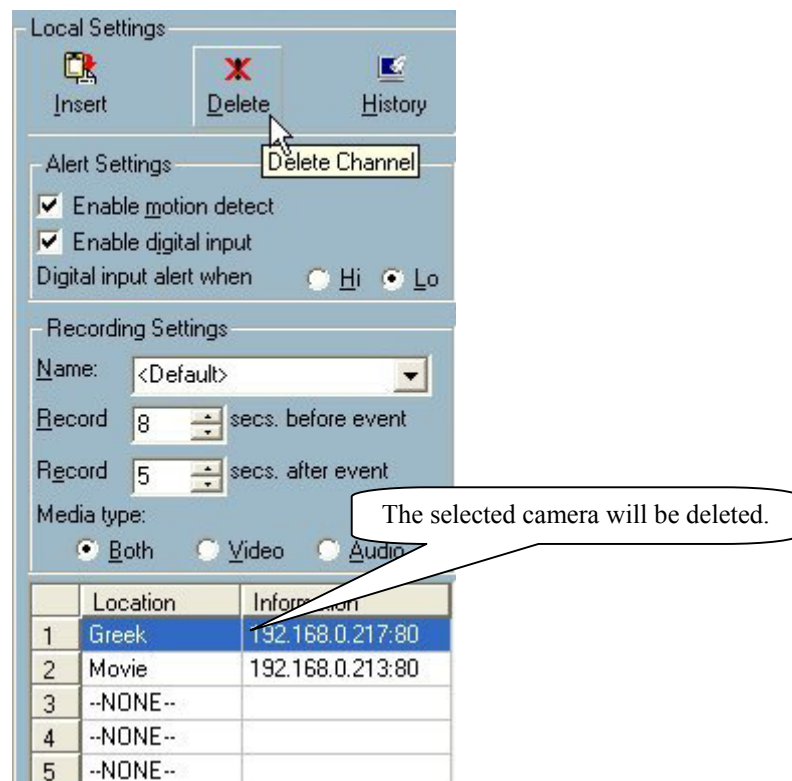 Local Settings
Insert Delete History
Delete Channel
Alert Settings
Enable motion detect
Enable digital input
Digital input alert when Hi Lo
Recording Settings
Name: <Default>
Record 8 secs. before event
Record 5 secs. after event
Media type:
Both Video Audio
The selected camera will be deleted.
Location Information
1 Greek 192.168.0.217:80
2 Movie 192.168.0.213:80
3 --NONE--
4 --NONE--
5 --NONE--